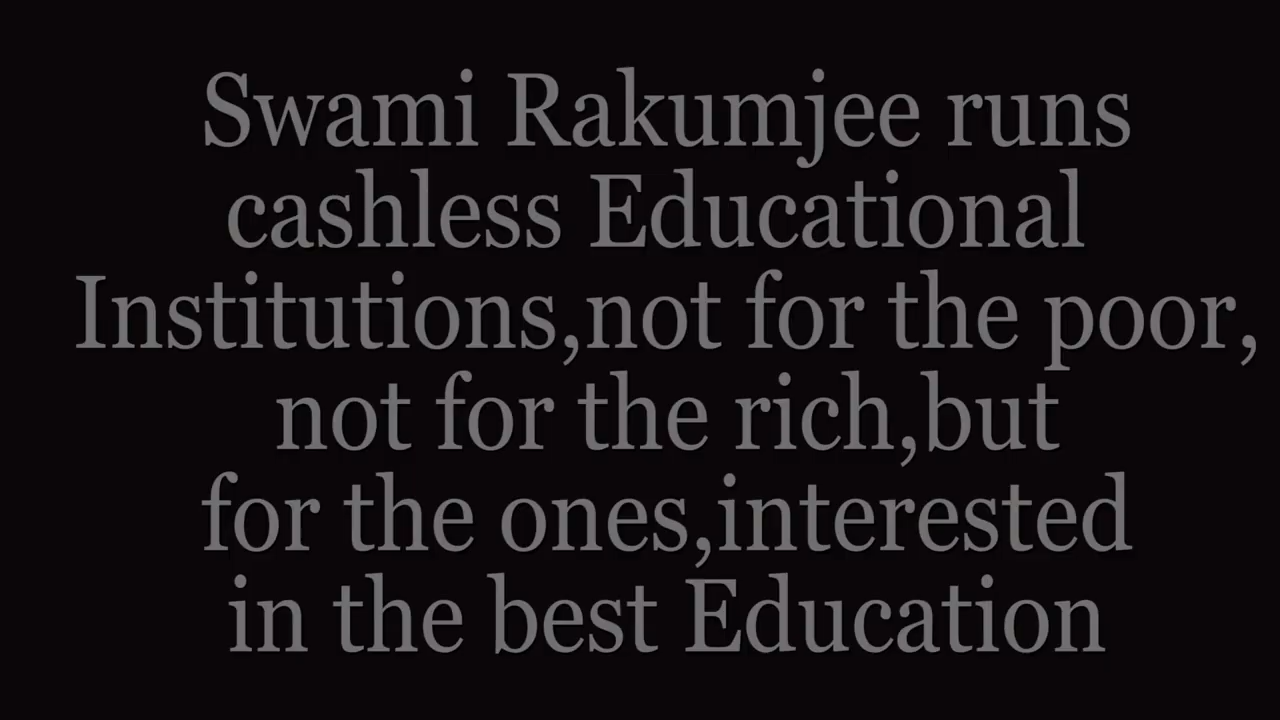 Swami Rakumjee runs
cashless Educational
Institutions,not for the poor,
not for the rich,but
for the ones,interested
in the best Education